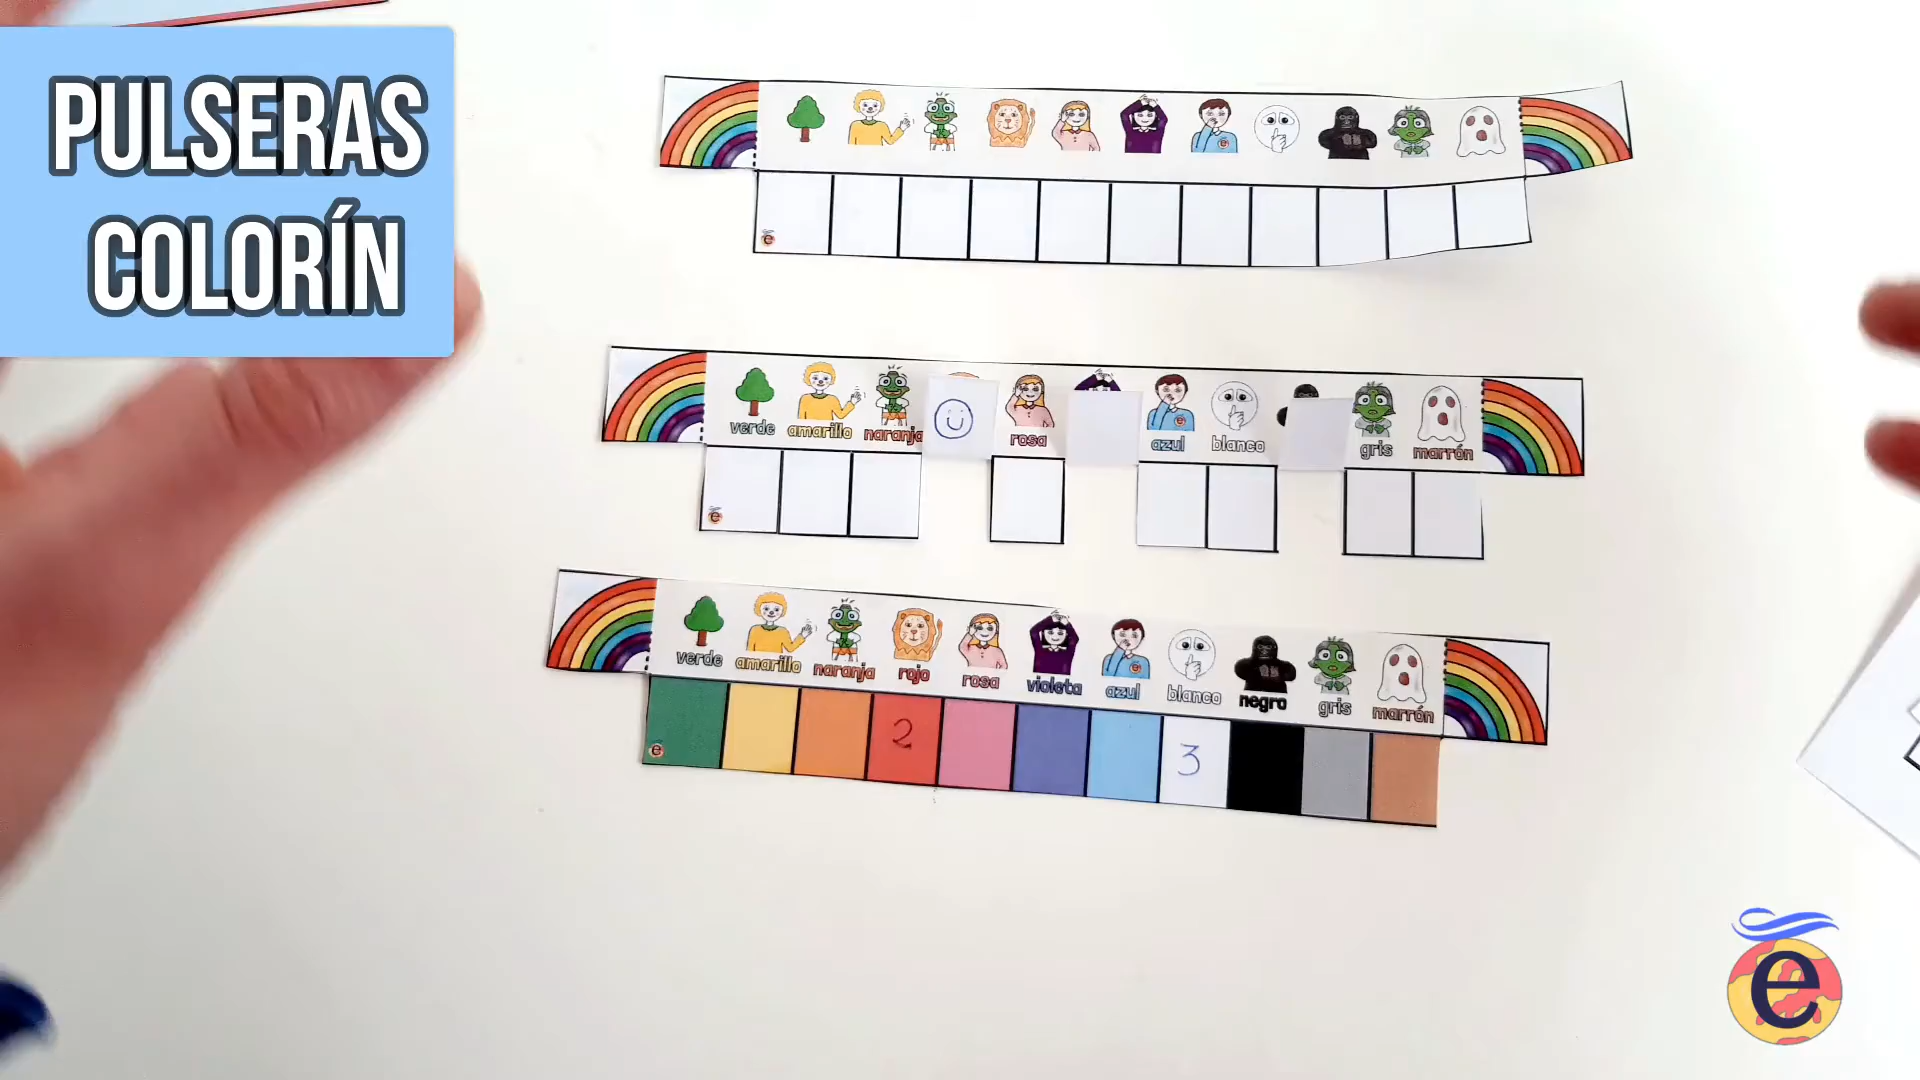 PULSERAS
COLORÍN
e
verde amarillo naranja rosa azul blanco gris marrón
e
verde amarillo naranja rojo rosa violeta azul blanco negro gris marrón
2 3
e
e